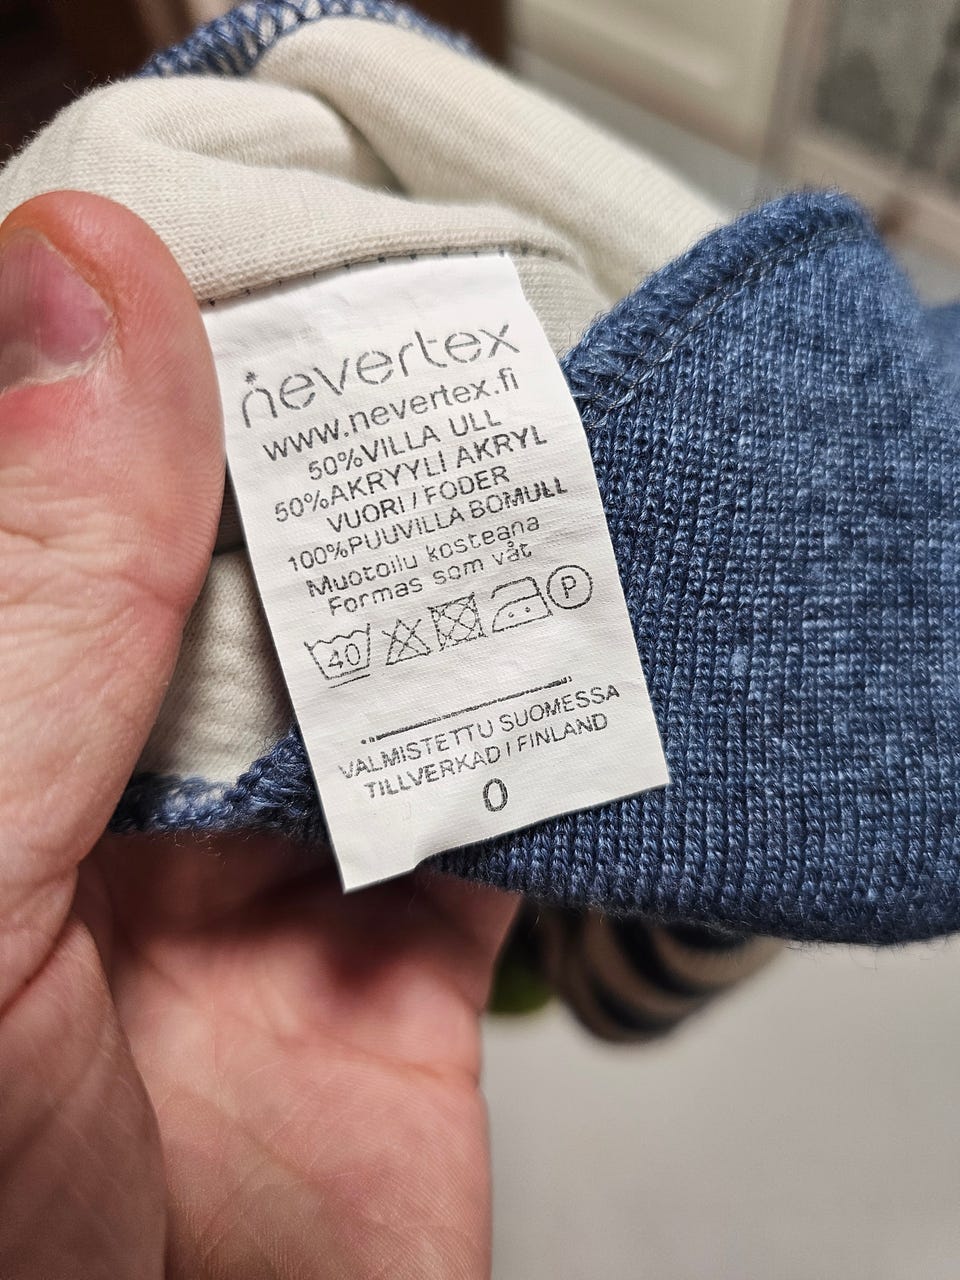 nevertex
www.nevertex.fi
50%VILLA ULL
50%AKRYYLI AKRYL
VUORI / FODER
100%PUUVILLA BOMULL
Muotoilu kosteana
Formas som våt
40 P
VALMISTETTU SUOMESSA
TILLVERKAD I FINLAND
0